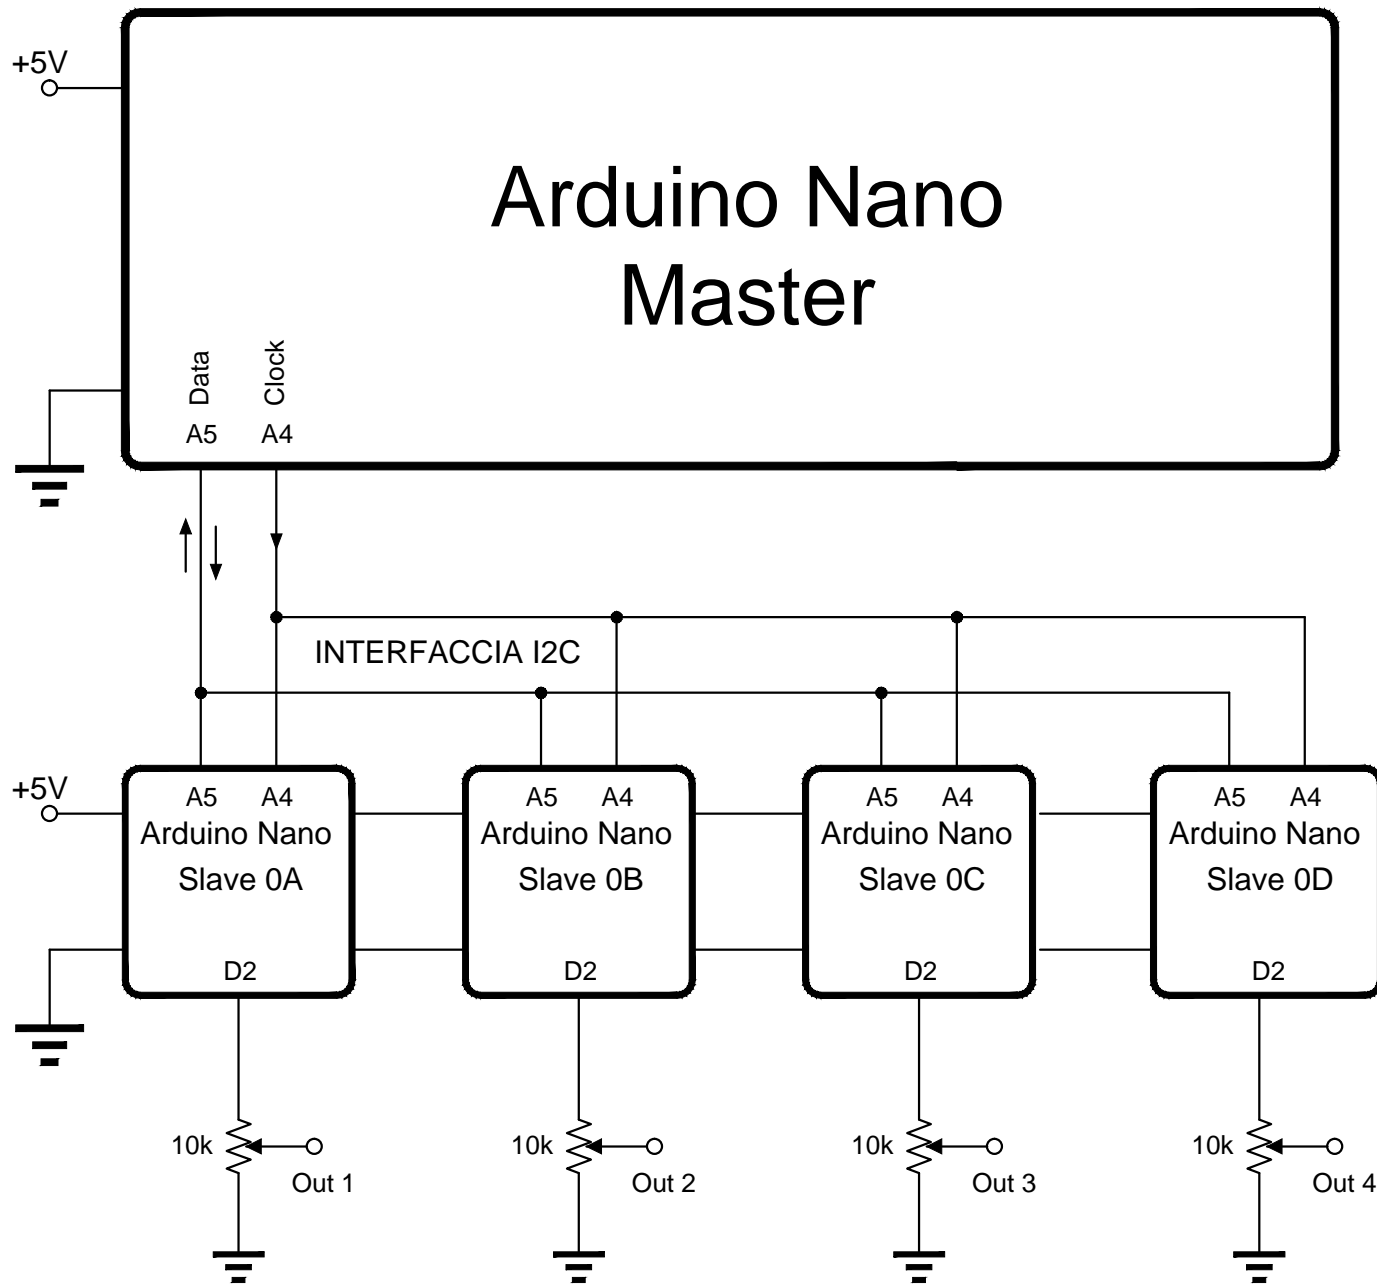 +5V
Arduino Nano
Master
Data
Clock
A5
A4
INTERFACCIA I2C
+5V
A5 A4
Arduino Nano
Slave 0A
D2
A5 A4
Arduino Nano
Slave 0B
D2
A5 A4
Arduino Nano
Slave 0C
D2
A5 A4
Arduino Nano
Slave 0D
D2
10k
Out 1
10k
Out 2
10k
Out 3
10k
Out 4